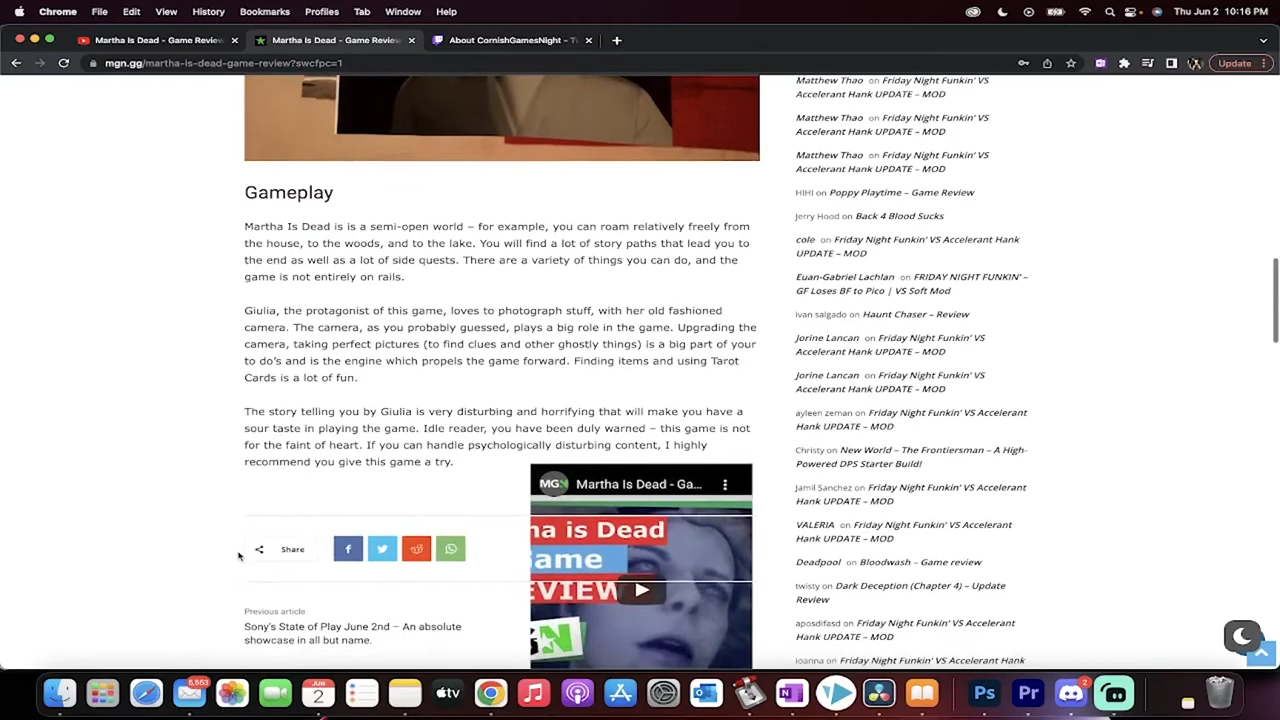 Chrome File Edit View History Bookmarks Profiles Tab Window Help Thu Jun 2 10:16 PM
Martha Is Dead - Game Review Martha Is Dead - Game Review About CornishGamesNight - Tw
mgn.gg/martha-is-dead-game-review?swcfpc=1 Update
Gameplay
Martha Is Dead is is a semi-open world – for example, you can roam relatively freely from
the house, to the woods, and to the lake. You will find a lot of story paths that lead you to
the end as well as a lot of side quests. There are a variety of things you can do, and the
game is not entirely on rails.
Giulia, the protagonist of this game, loves to photograph stuff, with her old fashioned
camera. The camera, as you probably guessed, plays a big role in the game. Upgrading the
camera, taking perfect pictures (to find clues and other ghostly things) is a big part of your
to do's and is the engine which propels the game forward. Finding items and using Tarot
Cards is a lot of fun.
The story telling you by Giulia is very disturbing and horrifying that will make you have a
sour taste in playing the game. Idle reader, you have been duly warned – this game is not
for the faint of heart. If you can handle psychologically disturbing content, I highly
recommend you give this game a try.
Share
Previous article
Sony's State of Play June 2nd – An absolute
showcase in all but name.
MGN Martha Is Dead - Ga...
na is Dead
ame
EVIEW
GN
Matthew Thao on Friday Night Funkin' VS
Accelerant Hank UPDATE – MOD
Matthew Thao on Friday Night Funkin' VS
Accelerant Hank UPDATE – MOD
Matthew Thao on Friday Night Funkin' VS
Accelerant Hank UPDATE – MOD
HIHI on Poppy Playtime – Game Review
Jerry Hood on Back 4 Blood Sucks
cole on Friday Night Funkin' VS Accelerant Hank
UPDATE – MOD
Euan-Gabriel Lachlan on FRIDAY NIGHT FUNKIN' –
GF Loses BF to Pico | VS Soft Mod
ivan salgado on Haunt Chaser – Review
Jorine Lancan on Friday Night Funkin' VS
Accelerant Hank UPDATE – MOD
Jorine Lancan on Friday Night Funkin' VS
Accelerant Hank UPDATE – MOD
ayleen zeman on Friday Night Funkin' VS Accelerant
Hank UPDATE – MOD
Christy on New World – The Frontiersman – A High-
Powered DPS Starter Build!
Jamil Sanchez on Friday Night Funkin' VS Accelerant
Hank UPDATE – MOD
VALERIA on Friday Night Funkin' VS Accelerant
Hank UPDATE – MOD
Deadpool on Bloodwash – Game review
twisty on Dark Deception (Chapter 4) – Update
Review
aposdifasd on Friday Night Funkin' VS Accelerant
Hank UPDATE – MOD
ioanna on Friday Night Funkin' VS Accelerant Hank
5,553 JUN 2 tv Ps Pr 2